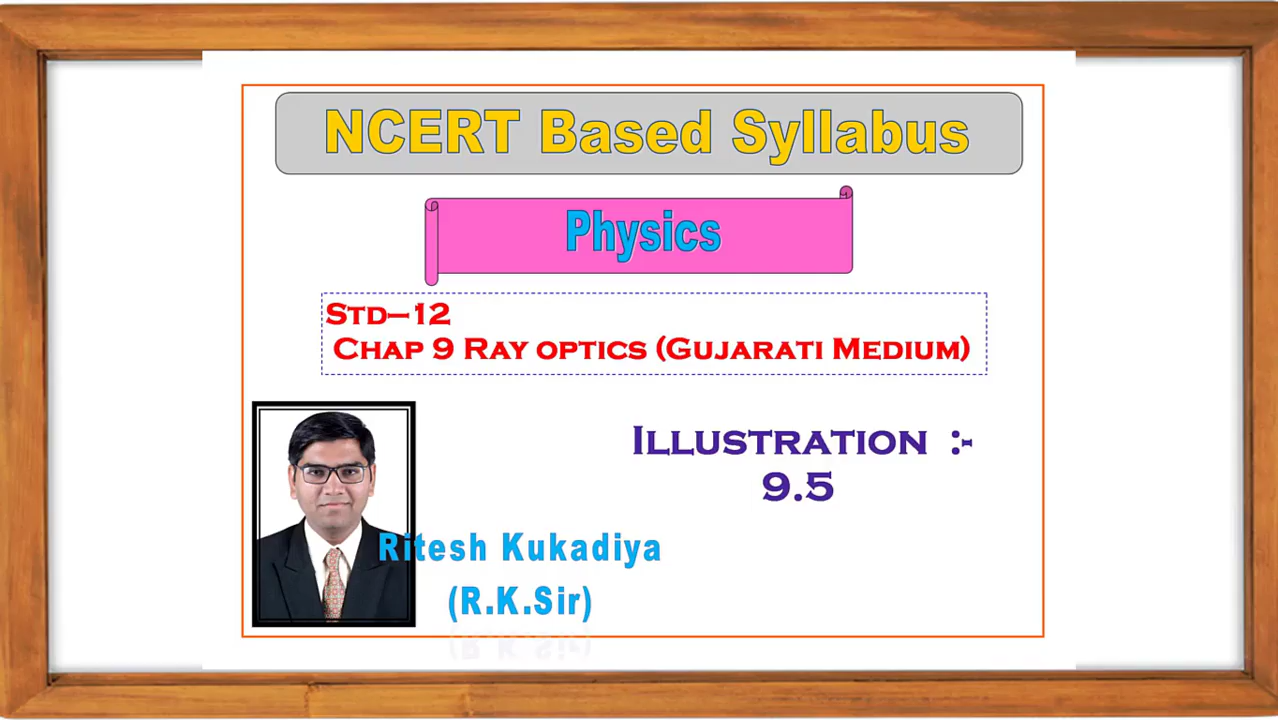 NCERT Based Syllabus
Physics
Std–12
Chap 9 Ray optics (Gujarati Medium)
Illustration :-
9.5
Ritesh Kukadiya
(R.K.Sir)